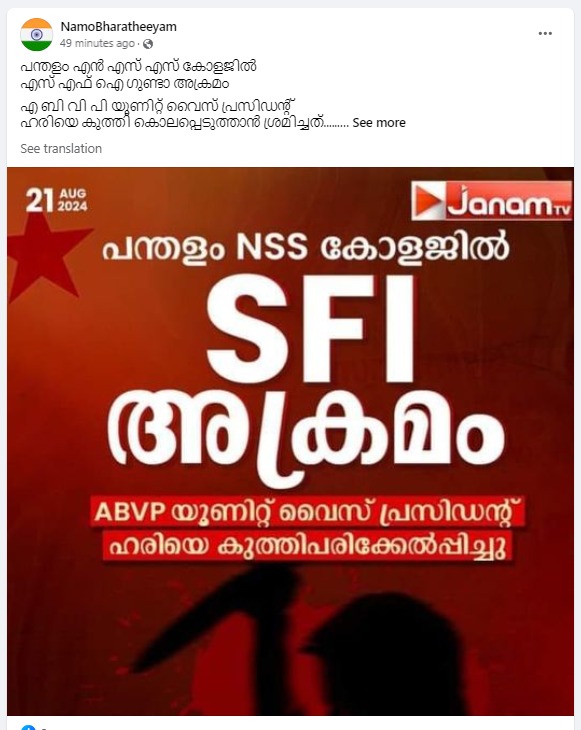 NamoBharatheeyam
49 minutes ago ·
പന്തളം എൻ എസ് എസ് കോളജിൽ
എസ് എഫ് ഐ ഗുണ്ടാ അക്രമം
എ ബി വി പി യൂണിറ്റ് വൈസ് പ്രസിഡന്റ്
ഹരിയെ കുത്തി കൊലപ്പെടുത്താൻ ശ്രമിച്ചത്......... See more
See translation
21 AUG 2024
Janam TV
പന്തളം NSS കോളജിൽ
SFI
അക്രമം
ABVP യൂണിറ്റ് വൈസ് പ്രസിഡന്റ്
ഹരിയെ കുത്തിപരിക്കേൽപ്പിച്ചു